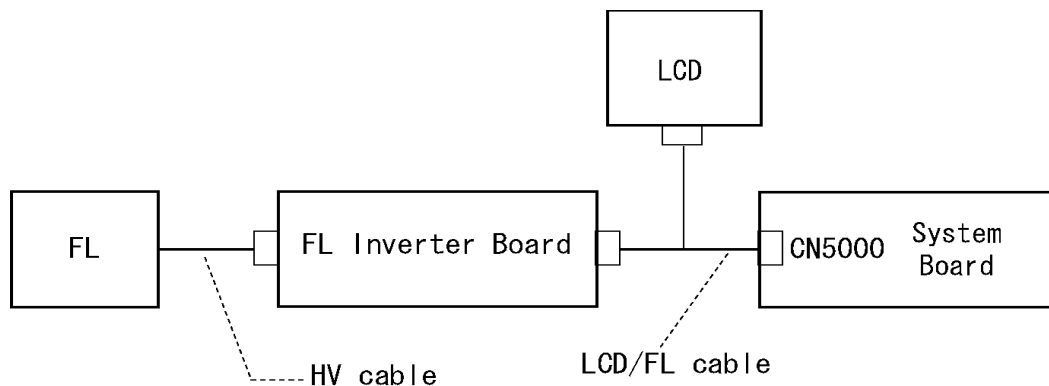 LCD
FL
FL Inverter Board
CN5000
System
Board
HV cable
LCD/FL cable